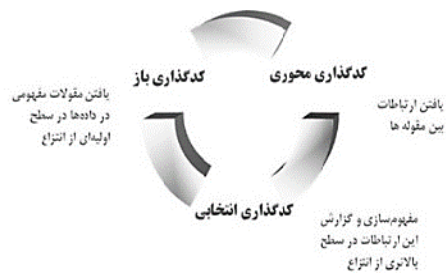 کدگذاری محوری
کدگذاری باز
یافتن ارتباطات
بین مقوله ها
یافتن مقولات مفهومی
در داده‌ها در سطح
اولیه‌ای از انتزاع
کدگذاری انتخابی
مفهوم‌سازی و گزارش
این ارتباطات در سطح
بالاتری از انتزاع